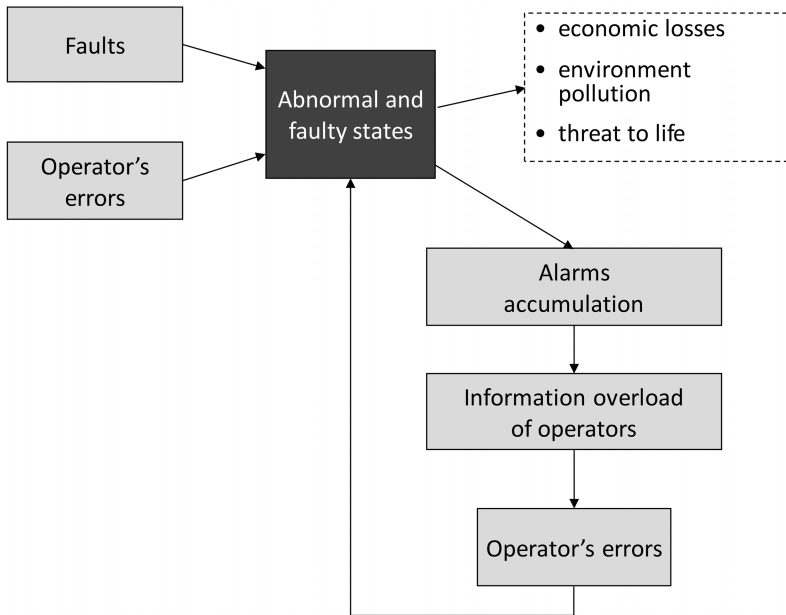 Faults
Operator’s
errors
Abnormal and
faulty states
• economic losses
• environment
pollution
• threat to life
Alarms
accumulation
Information overload
of operators
Operator’s errors